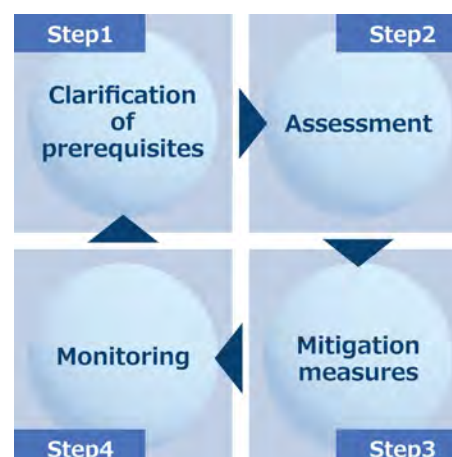 Step1
Clarification
of
prerequisites
Step2
Assessment
Mitigation
measures
Step3
Monitoring
Step4